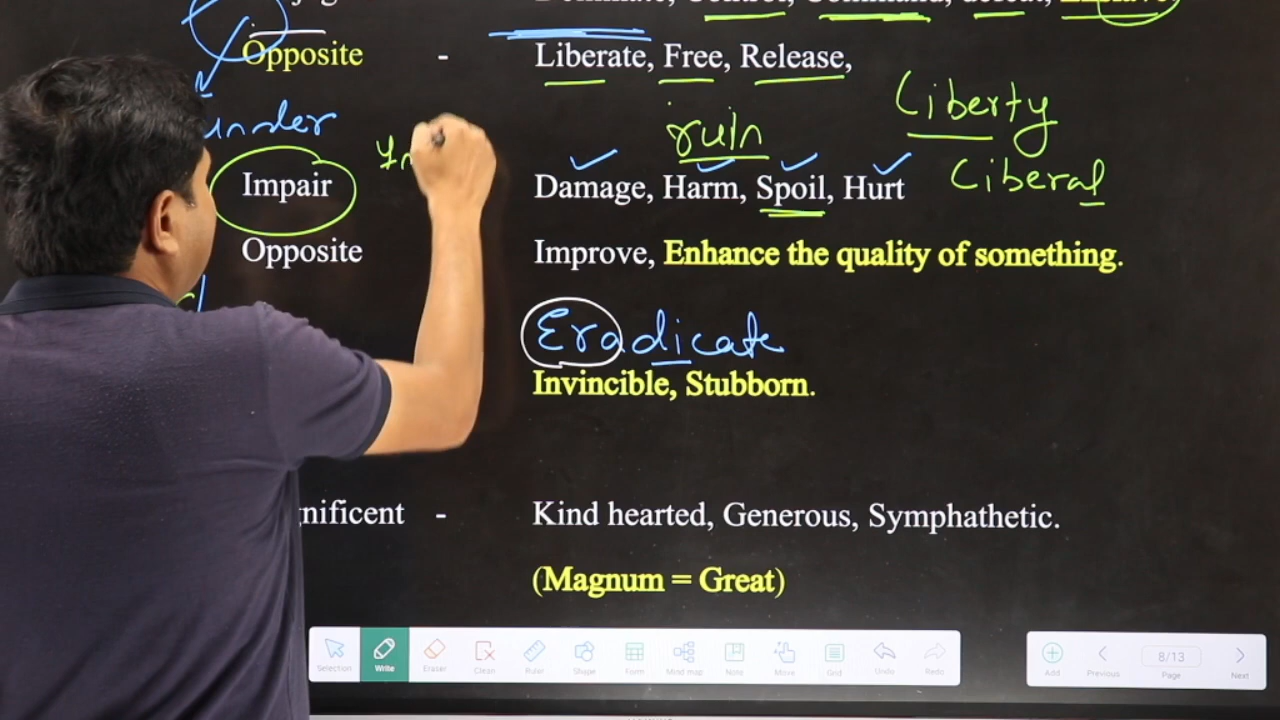 Opposite - Liberate, Free, Release,
Liberty
under
ruin
Impair Damage, Harm, Spoil, Hurt
Liberal
Opposite Improve, Enhance the quality of something.
Eradicate
Invincible, Stubborn.
nificent - Kind hearted, Generous, Symphathetic.
(Magnum = Great)
Selection Write Eraser Clean Ruler Shape Form Mind map Note Move Grid Undo Redo
Add Previous 8/13 Page Next